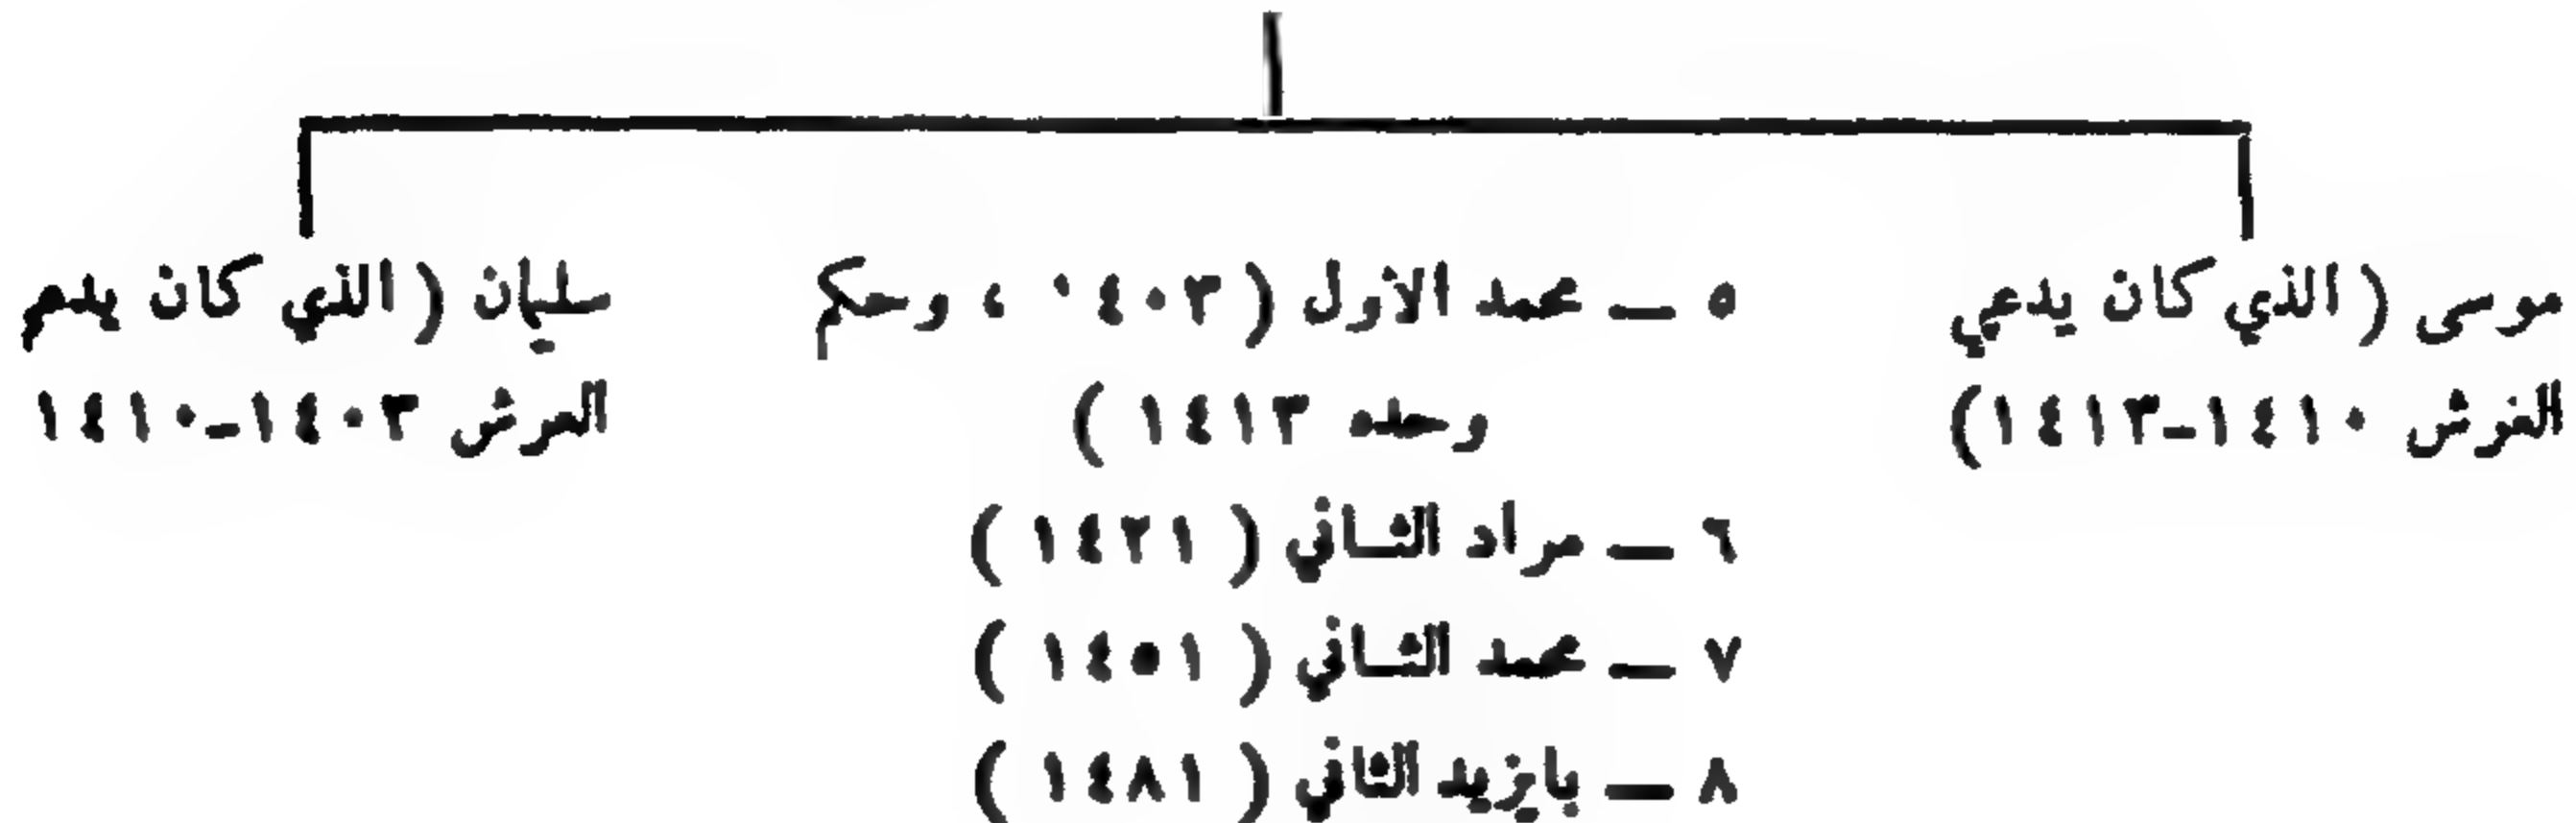 موسى ( الذي كان يدعي
العرش ١٤١٠-١٤١٣)
٥ — محمد الاول ( ١٤٠٣ ، وحكم
وحده ١٤١٣ )
٦ — مراد الثاني ( ١٤٢١ )
٧ — محمد الثاني ( ١٤٥١ )
٨ — بايزيد الثاني ( ١٤٨١ )
سليمان ( الذي كان
العرش ١٤٠٣-١٤١٠